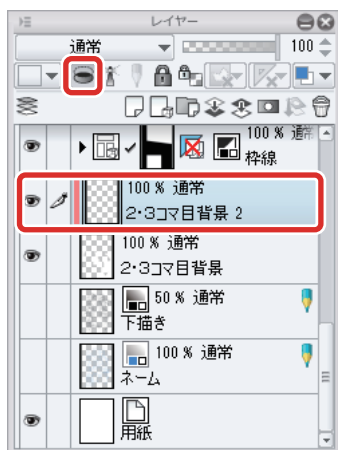 レイヤー
通常 100
100 % 通常
枠線
100 % 通常
2・3コマ目背景 2
100 % 通常
2・3コマ目背景
50 % 通常
下描き
100 % 通常
ネーム
用紙